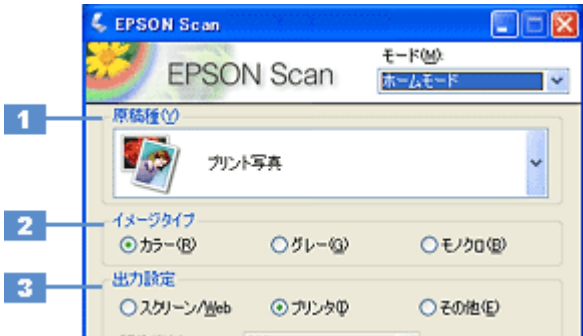 EPSON Scan
EPSON Scan
モード(M):
ホームモード
1
原稿種(Y)
プリント写真
2
イメージタイプ
カラー(R)
グレー(G)
モノクロ(B)
3
出力設定
スクリーン/Web
プリンタ(I)
その他(E)